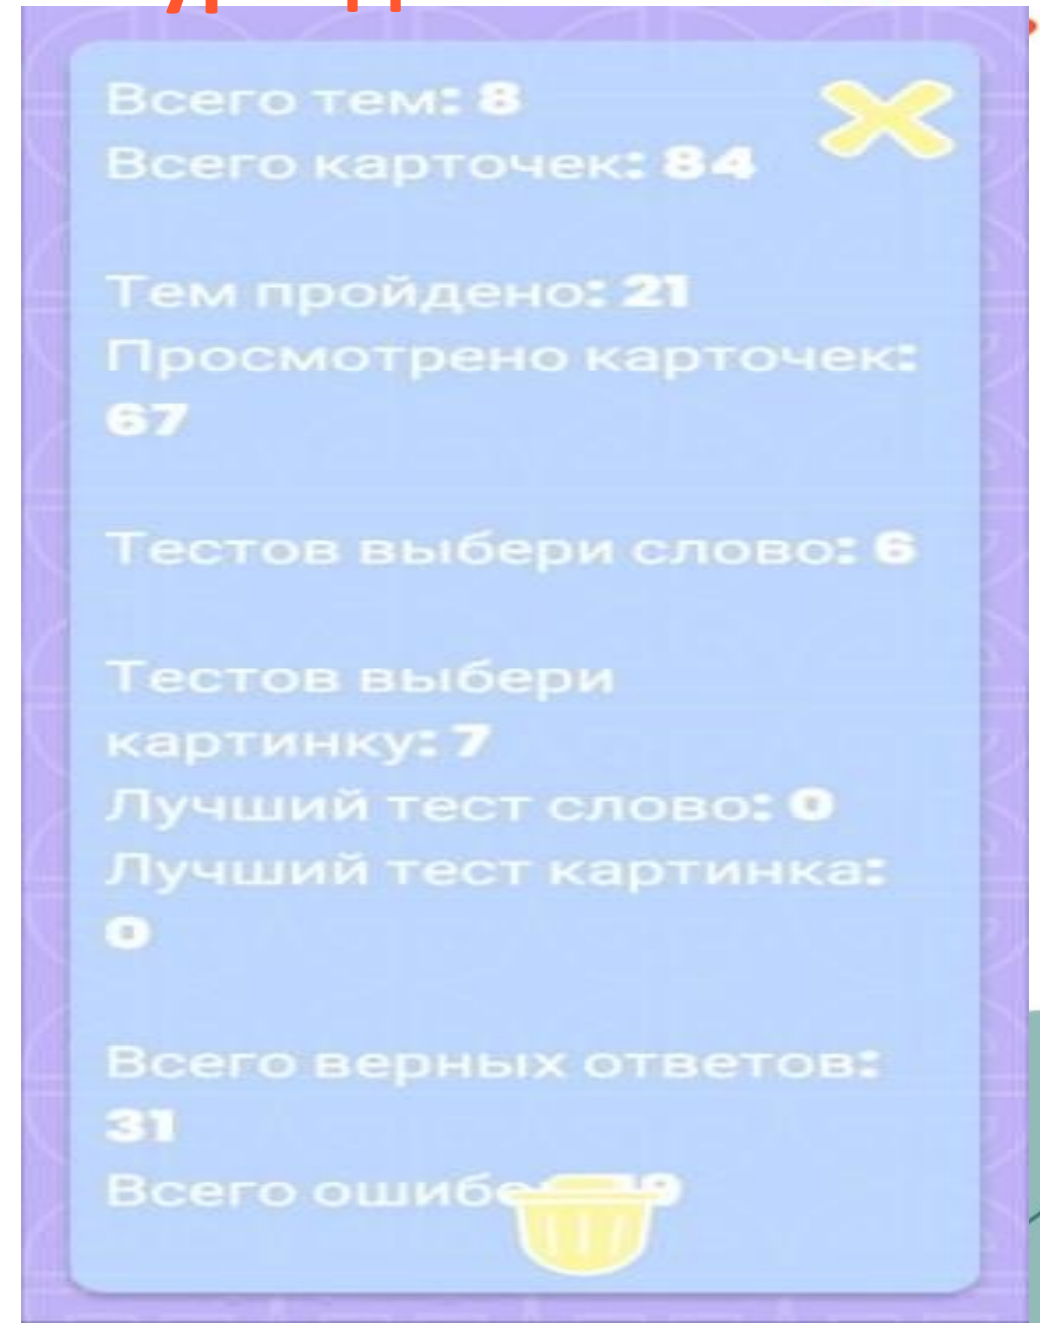 Всего тем: 8
Всего карточек: 84
Тем пройдено: 21
Просмотрено карточек:
67
Тестов выбери слово: 6
Тестов выбери
картинку: 7
Лучший тест слово: 0
Лучший тест картинка:
0
Всего верных ответов:
31
Всего